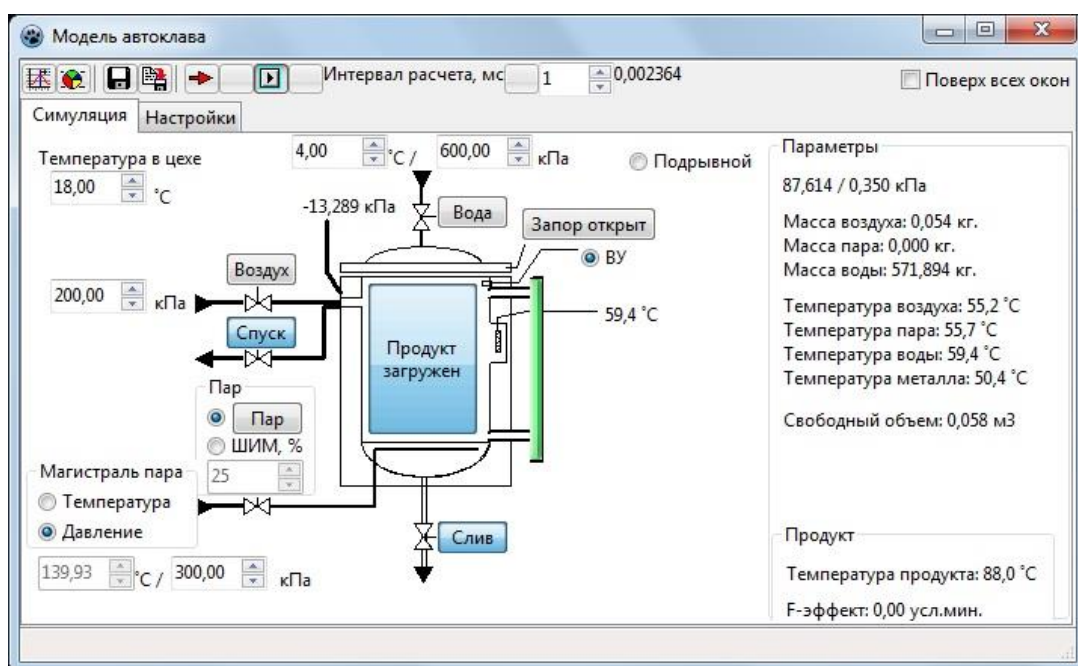 Модель автоклава
Интервал расчета, мс 1 0,002364
Поверх всех окон
Симуляция Настройки
Температура в цехе
18,00 °C
4,00 °C / 600,00 кПа
Подрывной
-13,289 кПа
Вода
Запор открыт
ВУ
Воздух
200,00 кПа
59,4 °C
Спуск
Продукт
загружен
Пар
Пар
ШИМ, %
25
Магистраль пара
Температура
Давление
Слив
139,93 °C / 300,00 кПа
Параметры
87,614 / 0,350 кПа
Масса воздуха: 0,054 кг.
Масса пара: 0,000 кг.
Масса воды: 571,894 кг.
Температура воздуха: 55,2 °C
Температура пара: 55,7 °C
Температура воды: 59,4 °C
Температура металла: 50,4 °C
Свободный объем: 0,058 м3
Продукт
Температура продукта: 88,0 °C
F-эффект: 0,00 усл.мин.